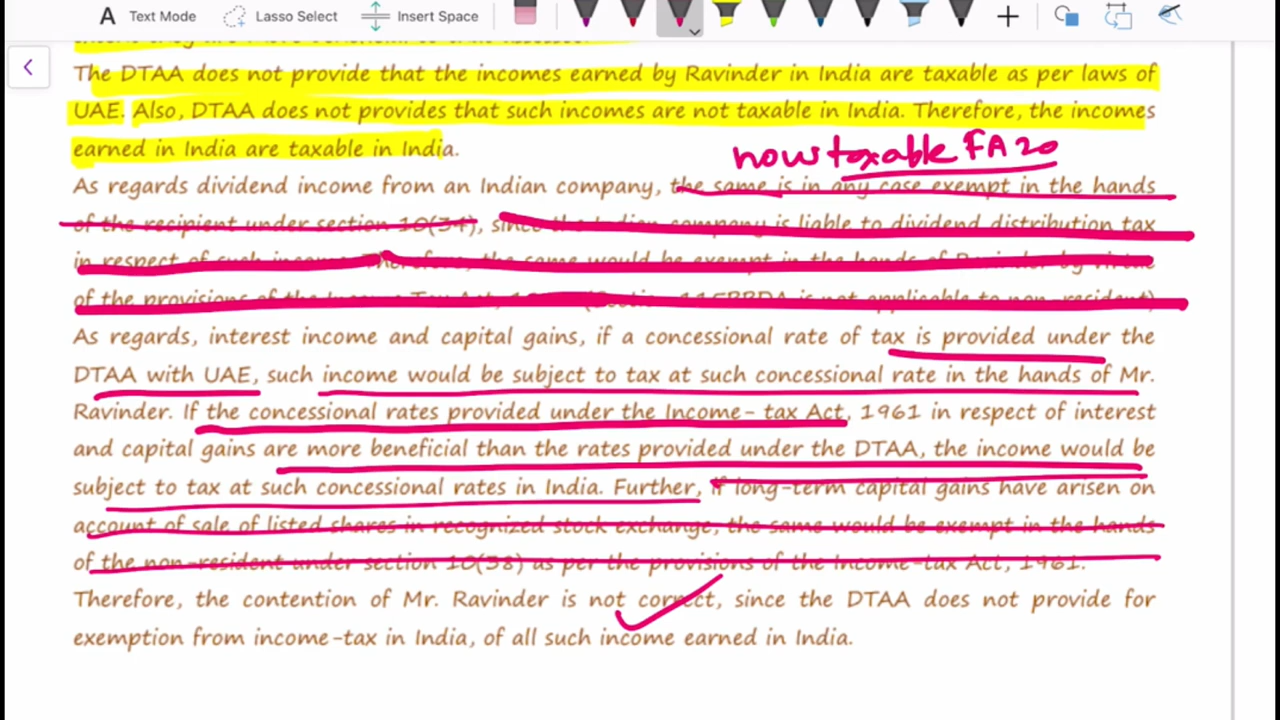 Text Mode Lasso Select Insert Space
The DTAA does not provide that the incomes earned by Ravinder in India are taxable as per laws of
UAE. Also, DTAA does not provides that such incomes are not taxable in India. Therefore, the incomes
earned in India are taxable in India.
now taxable FA 20
As regards dividend income from an Indian company, the same is in any case exempt in the hands
of the recipient under section 10(34), since the Indian company is liable to dividend distribution tax
in respect of such income. Therefore, the same would be exempt in the hands of Ravinder by virtue
of the provisions of the Income Tax Act, is not applicable to non-resident)
As regards, interest income and capital gains, if a concessional rate of tax is provided under the
DTAA with UAE, such income would be subject to tax at such concessional rate in the hands of Mr.
Ravinder. If the concessional rates provided under the Income- tax Act, 1961 in respect of interest
and capital gains are more beneficial than the rates provided under the DTAA, the income would be
subject to tax at such concessional rates in India. Further, if long-term capital gains have arisen on
account of sale of listed shares in recognized stock exchange, the same would be exempt in the hands
of the non-resident under section 10(38) as per the provisions of the Income-tax Act, 1961.
Therefore, the contention of Mr. Ravinder is not correct, since the DTAA does not provide for
exemption from income-tax in India, of all such income earned in India.